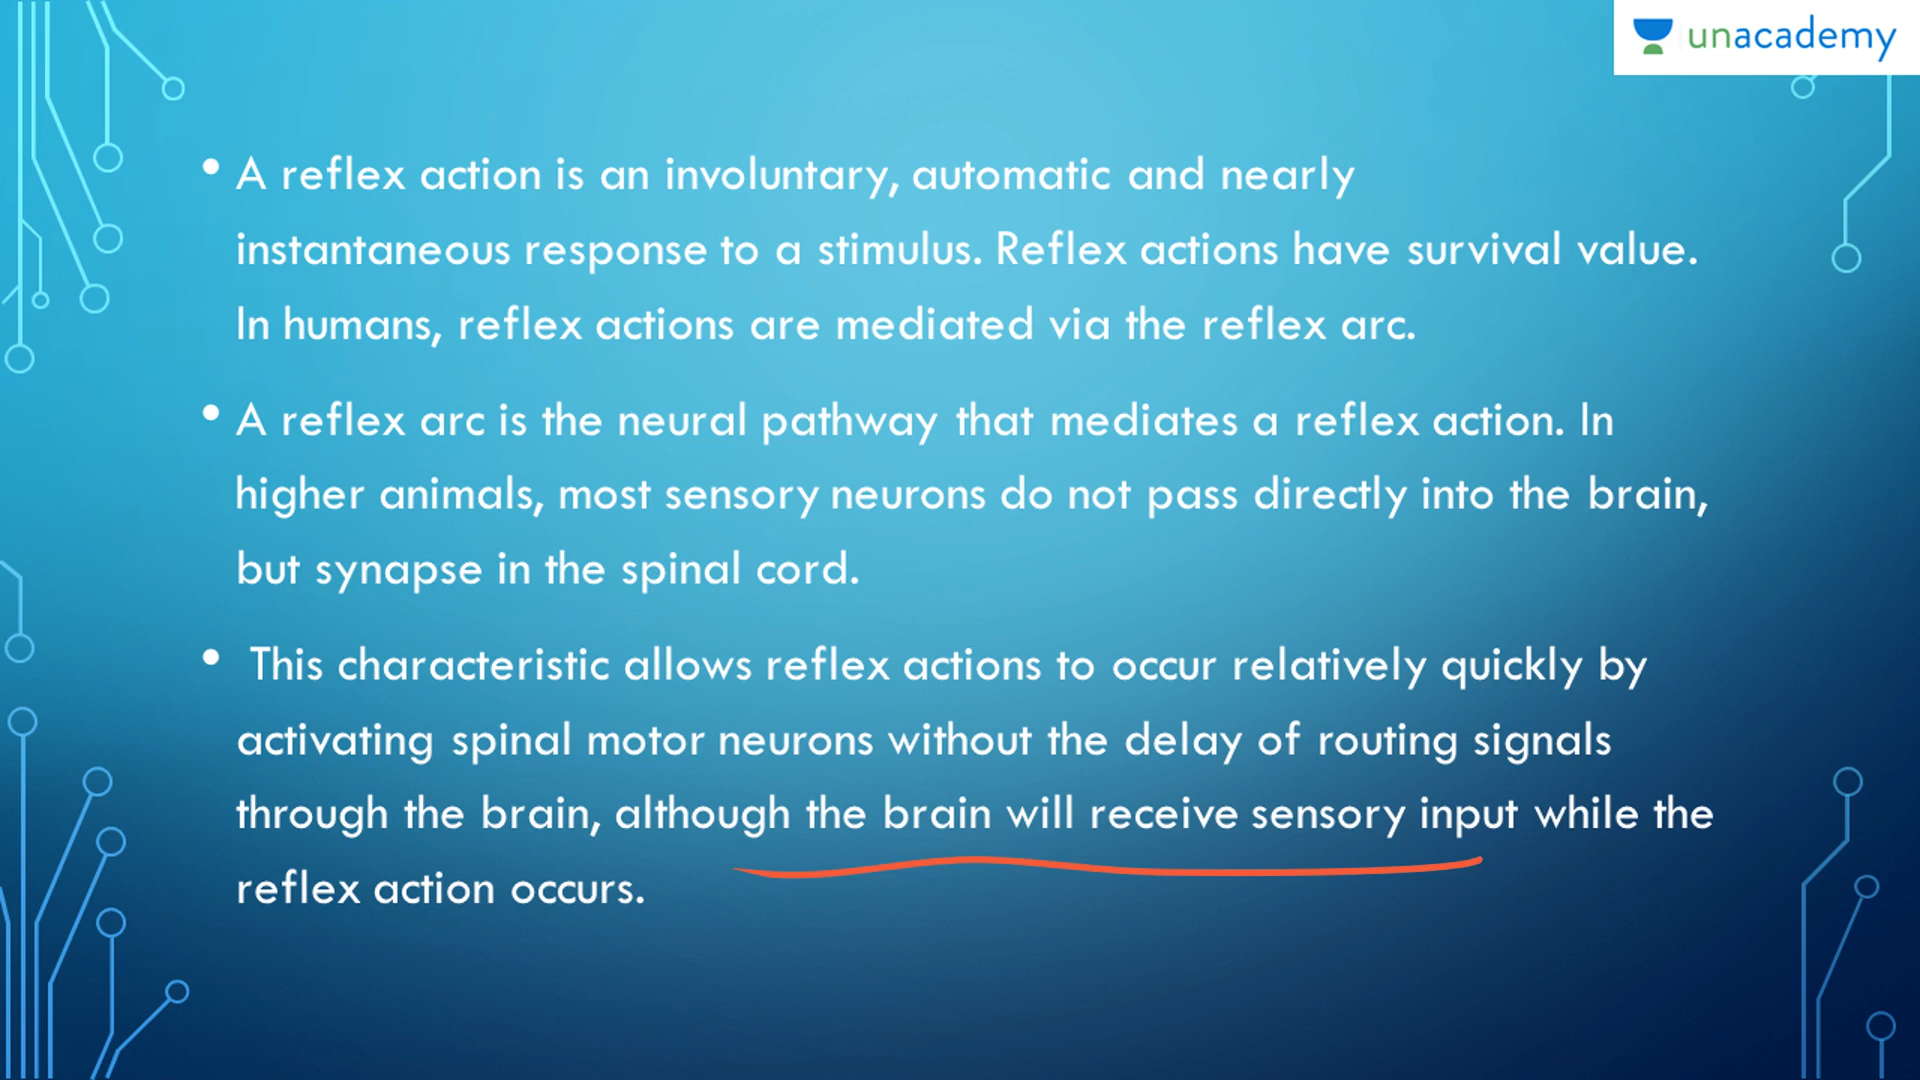 unacademy
• A reflex action is an involuntary, automatic and nearly
instantaneous response to a stimulus. Reflex actions have survival value.
In humans, reflex actions are mediated via the reflex arc.
• A reflex arc is the neural pathway that mediates a reflex action. In
higher animals, most sensory neurons do not pass directly into the brain,
but synapse in the spinal cord.
• This characteristic allows reflex actions to occur relatively quickly by
activating spinal motor neurons without the delay of routing signals
through the brain, although the brain will receive sensory input while the
reflex action occurs.